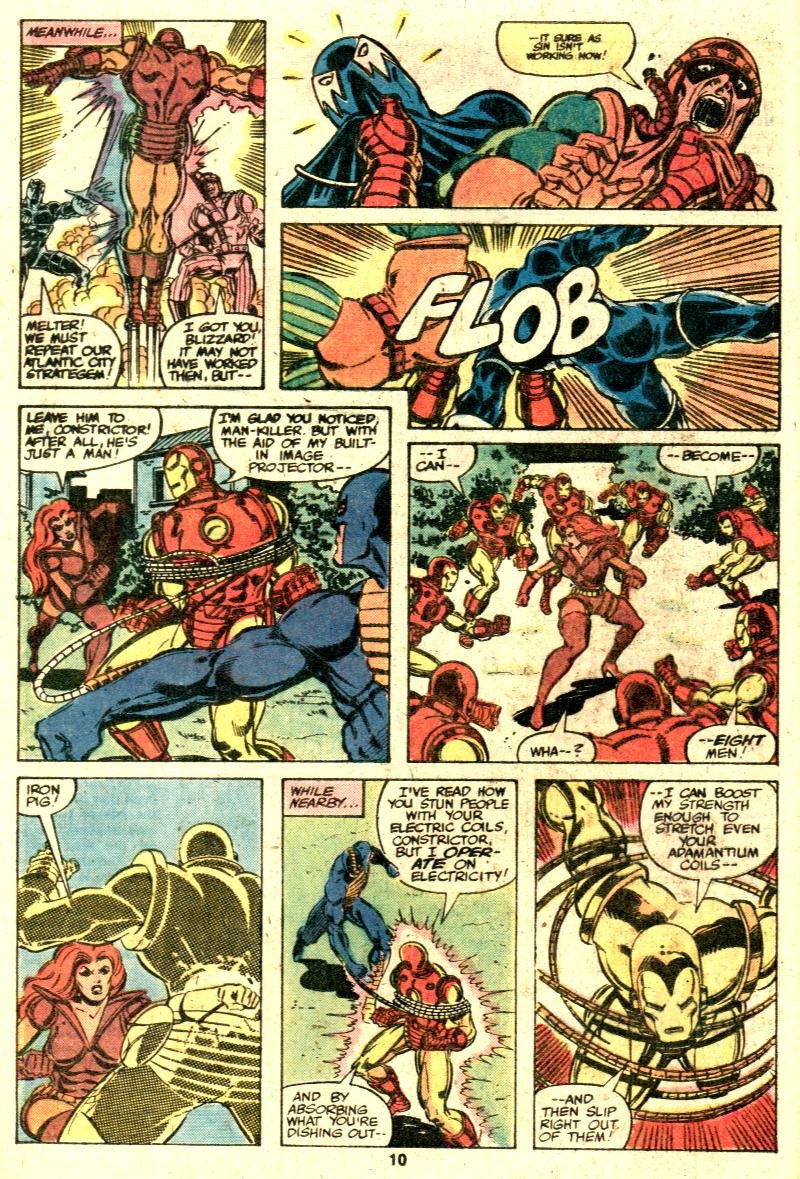 MEANWHILE...
MELTER!
WE MUST
REPEAT OUR
ATLANTIC CITY
STRATEGEM!
I GOT YOU,
BLIZZARD!
IT MAY NOT
HAVE WORKED
THEN, BUT--
--IT SURE AS
SIN ISN'T
WORKING NOW!
FLOB
LEAVE HIM TO
ME, CONSTRICTOR!
AFTER ALL, HE'S
JUST A MAN!
I'M GLAD YOU NOTICED,
MAN-KILLER. BUT WITH
THE AID OF MY BUILT-
IN IMAGE
PROJECTOR--
--I
CAN--
--BECOME--
WHA--?
--EIGHT
MEN!
IRON
PIG!
WHILE
NEARBY...
I'VE READ HOW
YOU STUN PEOPLE
WITH YOUR
ELECTRIC COILS,
CONSTRICTOR,
BUT I OPER-
ATE ON
ELECTRICITY!
AND BY
ABSORBING
WHAT YOU'RE
DISHING OUT--
--I CAN BOOST
MY STRENGTH
ENOUGH TO
STRETCH EVEN
YOUR
ADAMANTIUM
COILS--
--AND
THEN SLIP
RIGHT OUT
OF THEM!
10